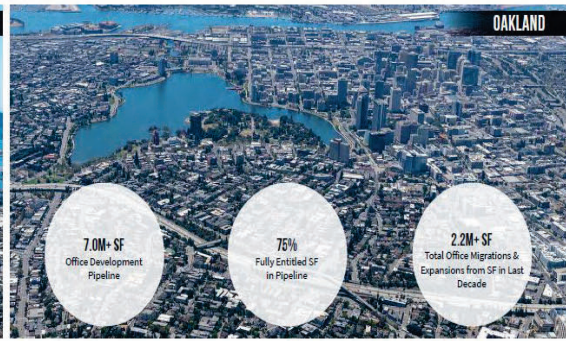 OAKLAND
7.0M+ SF
Office Development
Pipeline
75%
Fully Entitled SF
in Pipeline
2.2M+ SF
Total Office Migrations &
Expansions from SF in Last
Decade